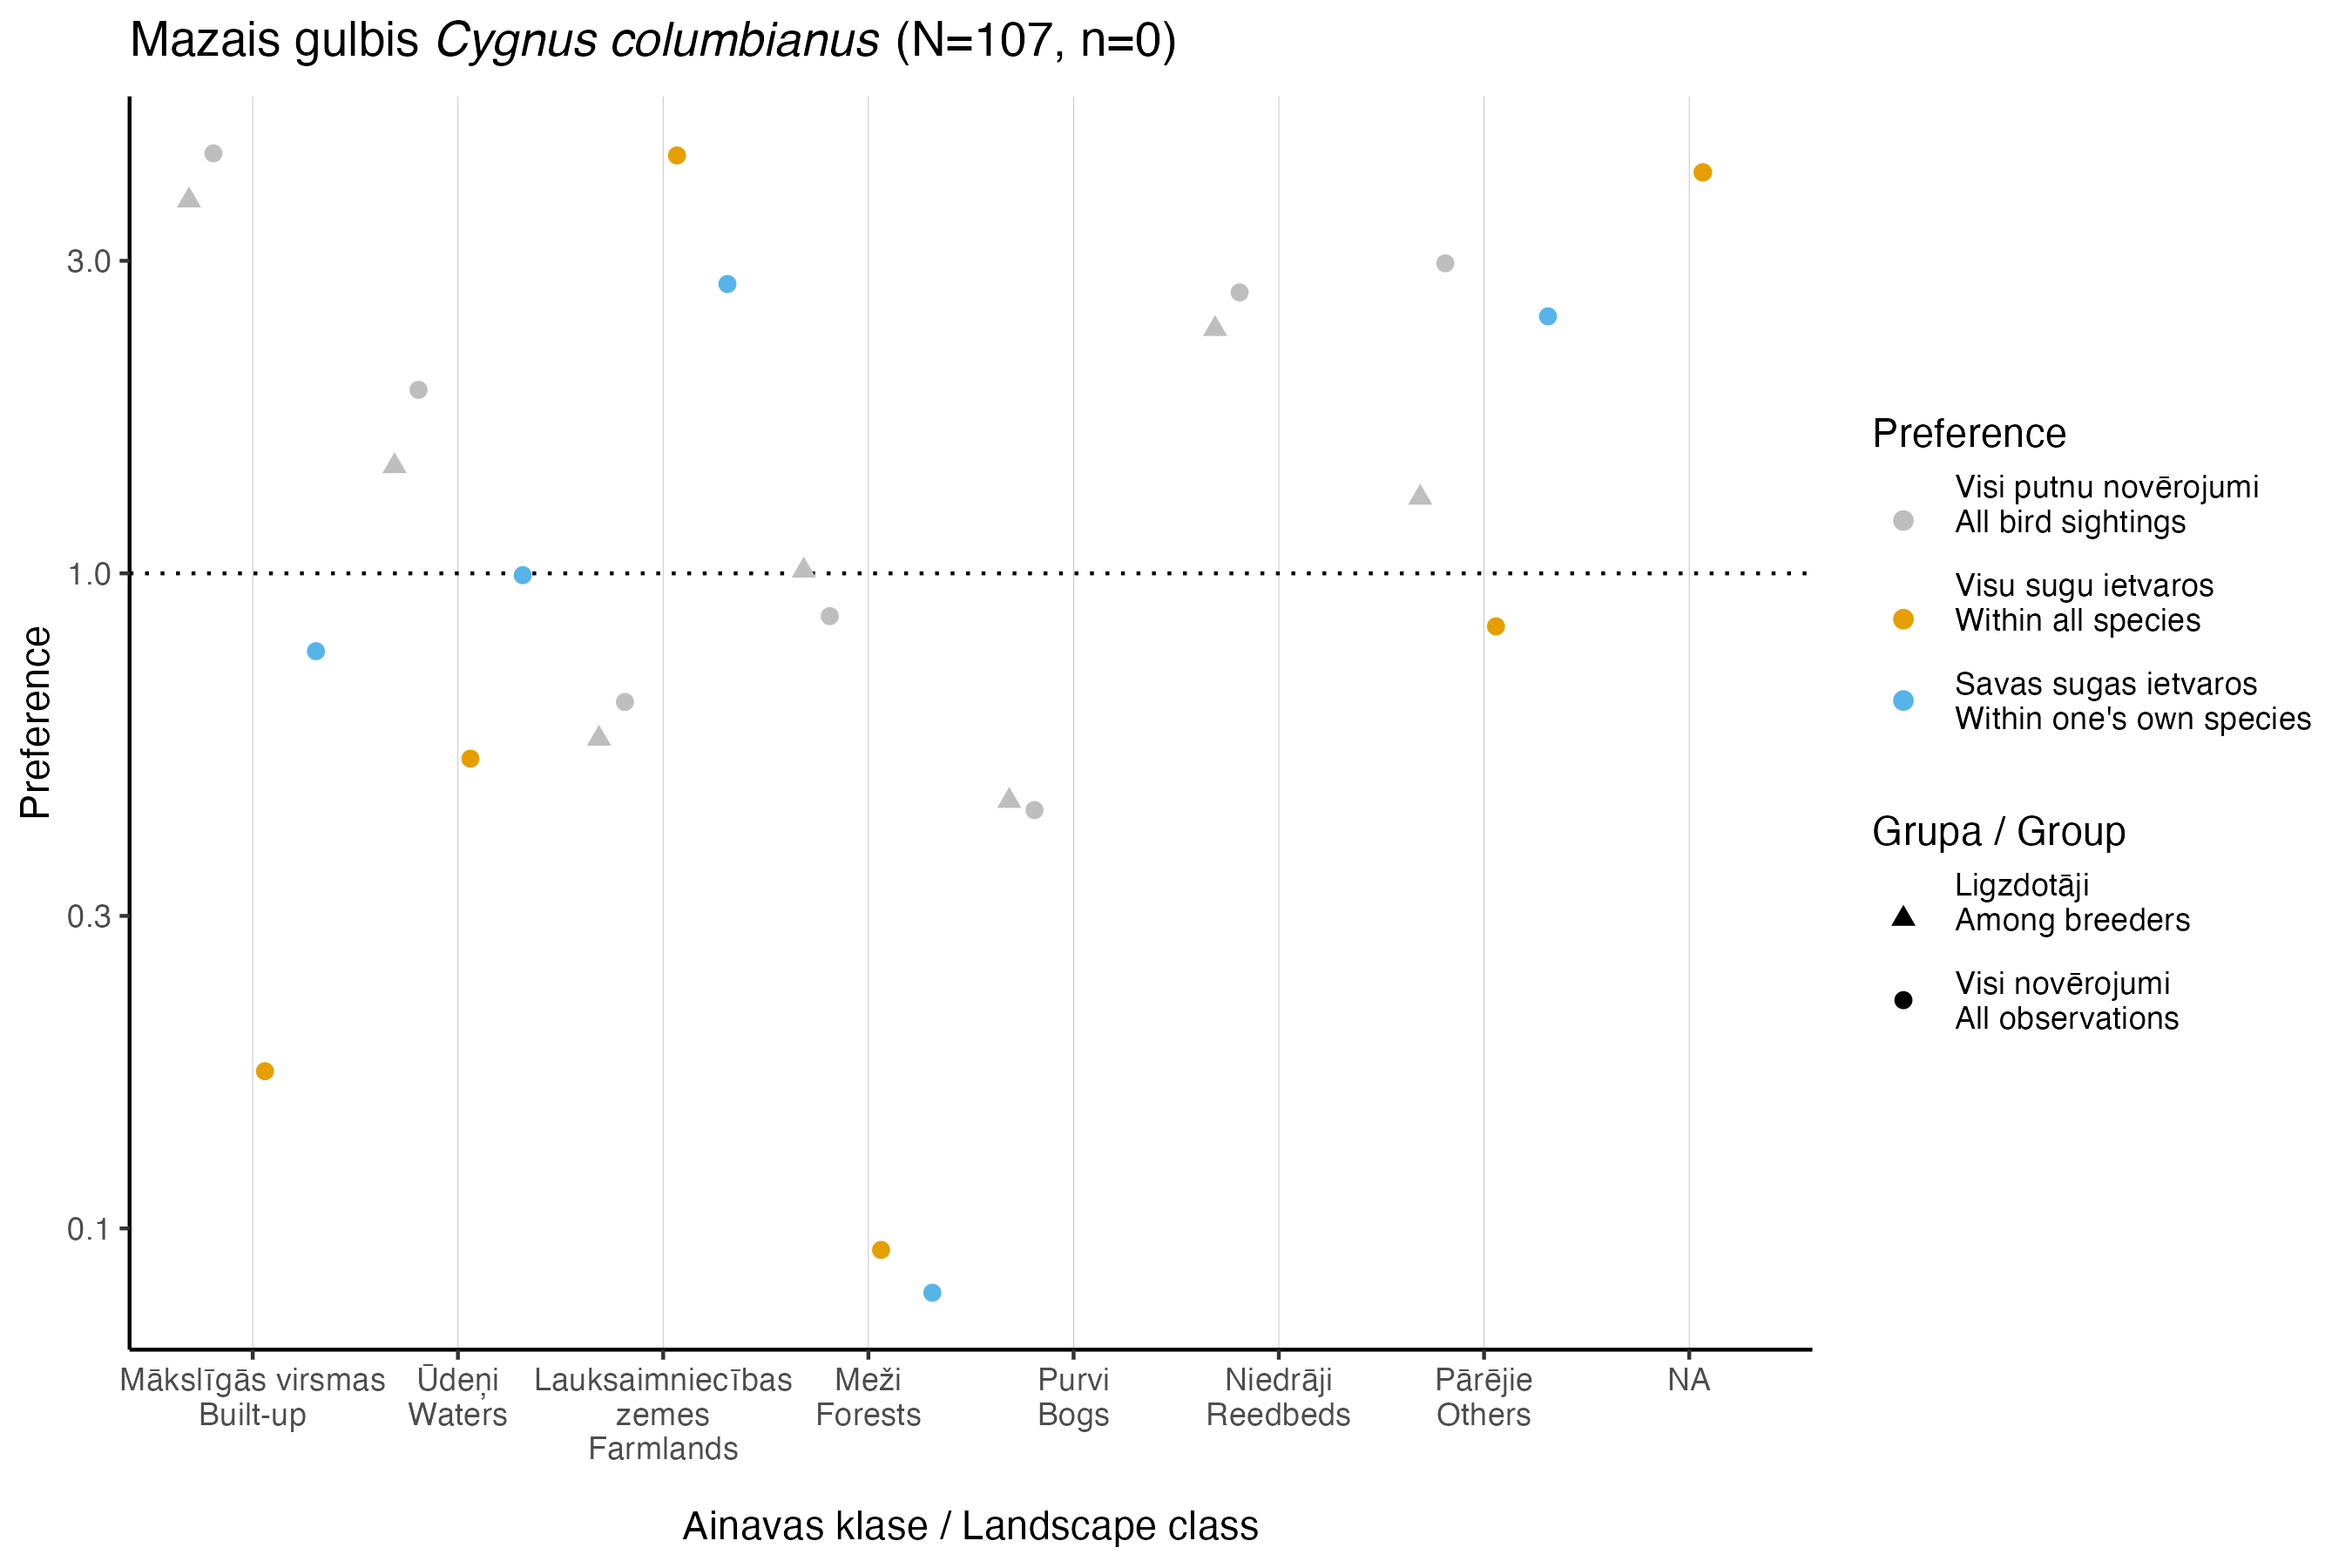 Mazais gulbis Cygnus columbianus (N=107, n=0)
Preference
3.0
1.0
0.3
0.1
Mākslīgās virsmas
Built-up
Ūdeņi
Waters
Lauksaimniecības
zemes
Farmlands
Meži
Forests
Purvi
Bogs
Niedrāji
Reedbeds
Pārējie
Others
NA
Ainavas klase / Landscape class
Preference
Visi putnu novērojumi
All bird sightings
Visu sugu ietvaros
Within all species
Savas sugas ietvaros
Within one's own species
Grupa / Group
Ligzdotāji
Among breeders
Visi novērojumi
All observations